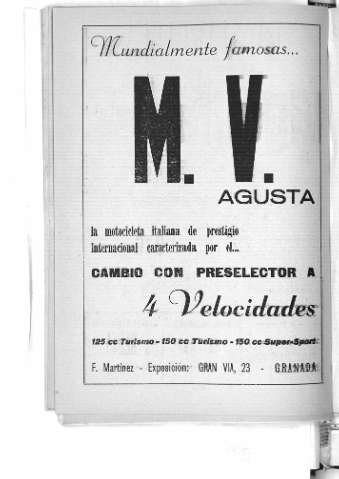 Mundialmente famosas...
M. V.
AGUSTA
la motocicleta italiana de prestigio
internacional caracterizada por el...
CAMBIO CON PRESELECTOR A
4 Velocidades
125 cc Turismo - 150 cc Turismo - 150 cc Super-Sport
F. Martínez - Exposición: GRAN VIA, 23 - GRANADA